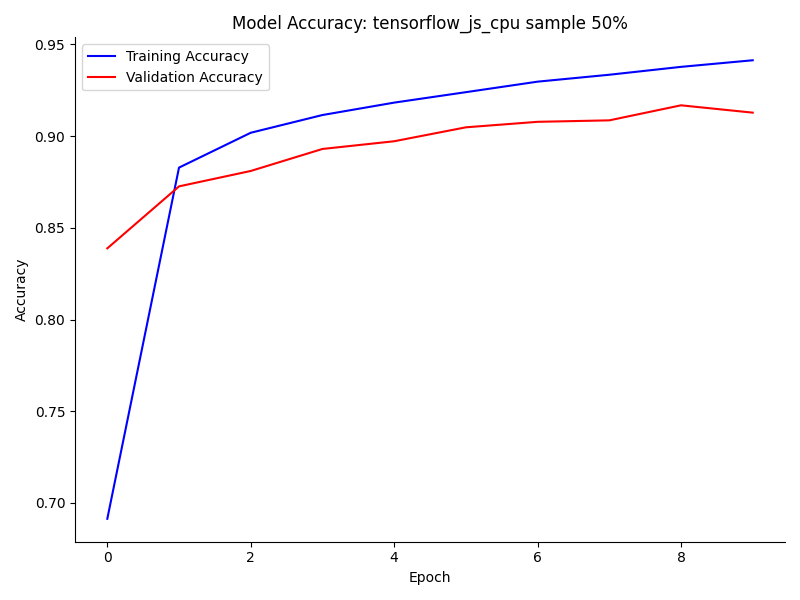 Model Accuracy: tensorflow_js_cpu sample 50%
Training Accuracy
Validation Accuracy
0.95
0.90
0.85
0.80
0.75
0.70
Accuracy
0 2 4 6 8
Epoch